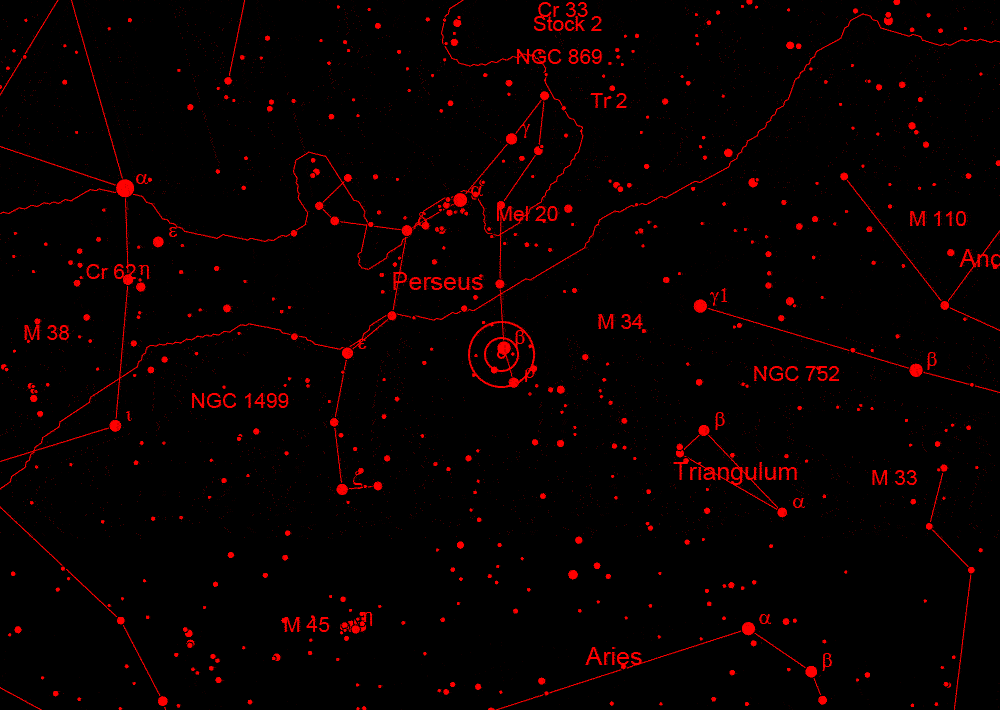 Cr 33
Stock 2
NGC 869
Tr 2
α
α
Mel 20
M 110
ε
And
Cr 62
η
Perseus
γ1
M 34
M 38
β
ε
β
ρ
NGC 752
NGC 1499
ι
β
Triangulum
M 33
ζ
α
M 45
η
α
Aries
β